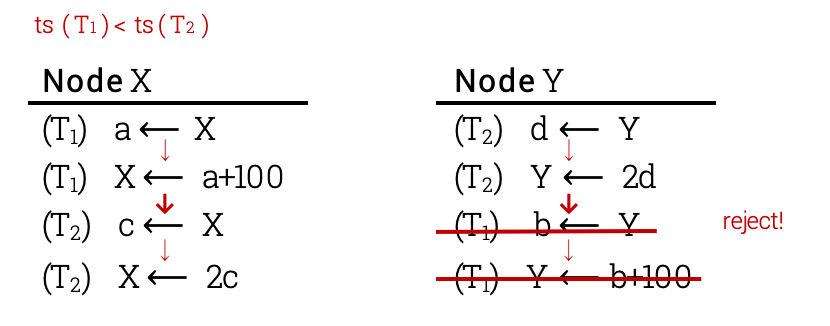 ts (T₁) < ts (T₂)
Node X
(T₁) a ← X
(T₁) X ← a+100
(T₂) c ← X
(T₂) X ← 2c
Node Y
(T₂) d ← Y
(T₂) Y ← 2d
(T₁) b ← Y
reject!
(T₁) Y ← b+100